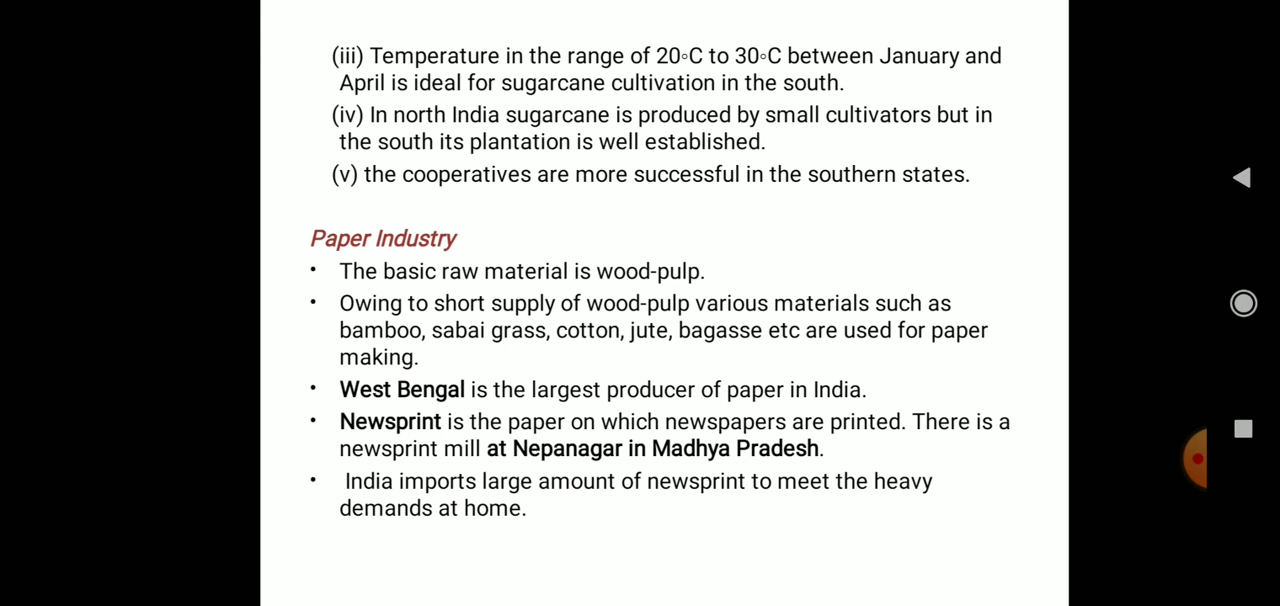 (iii) Temperature in the range of 20◦C to 30◦C between January and
April is ideal for sugarcane cultivation in the south.
(iv) In north India sugarcane is produced by small cultivators but in
the south its plantation is well established.
(v) the cooperatives are more successful in the southern states.
Paper Industry
• The basic raw material is wood-pulp.
• Owing to short supply of wood-pulp various materials such as
bamboo, sabai grass, cotton, jute, bagasse etc are used for paper
making.
• West Bengal is the largest producer of paper in India.
• Newsprint is the paper on which newspapers are printed. There is a
newsprint mill at Nepanagar in Madhya Pradesh.
• India imports large amount of newsprint to meet the heavy
demands at home.